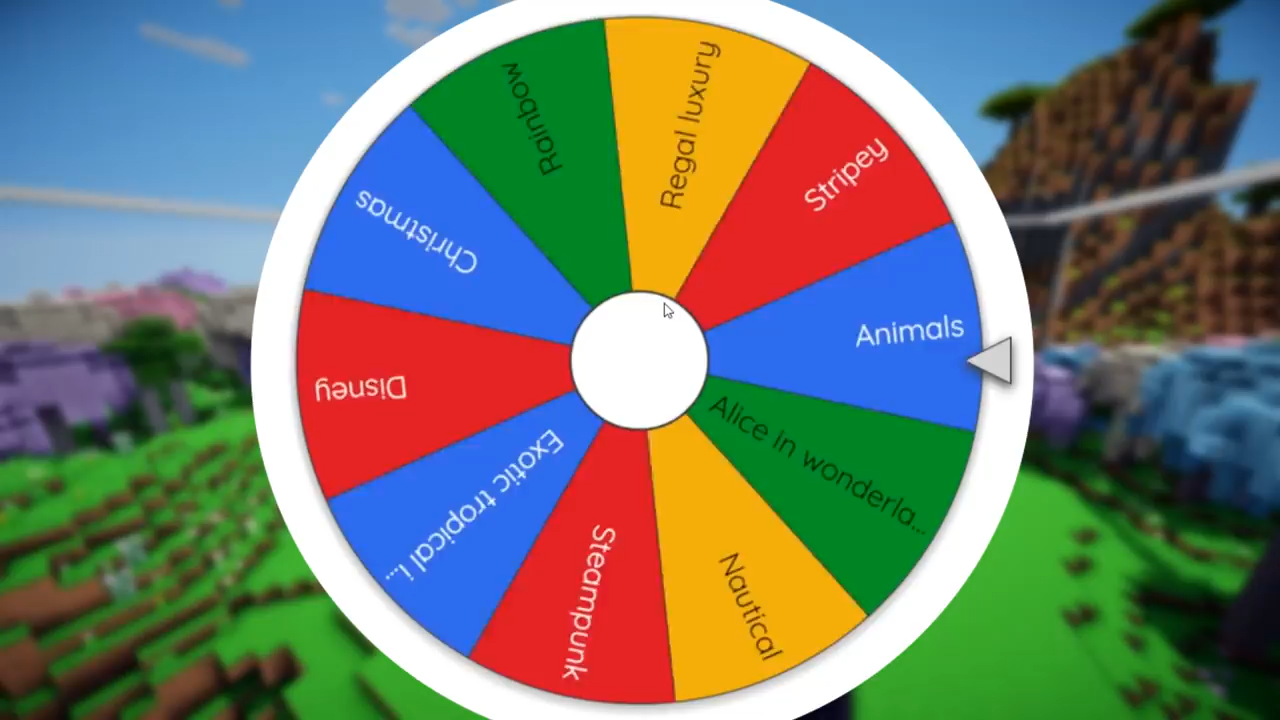 Rainbow
Regal luxury
Stripey
Animals
Alice in wonderla...
Nautical
Steampunk
Exotic tropical i...
Disney
Christmas